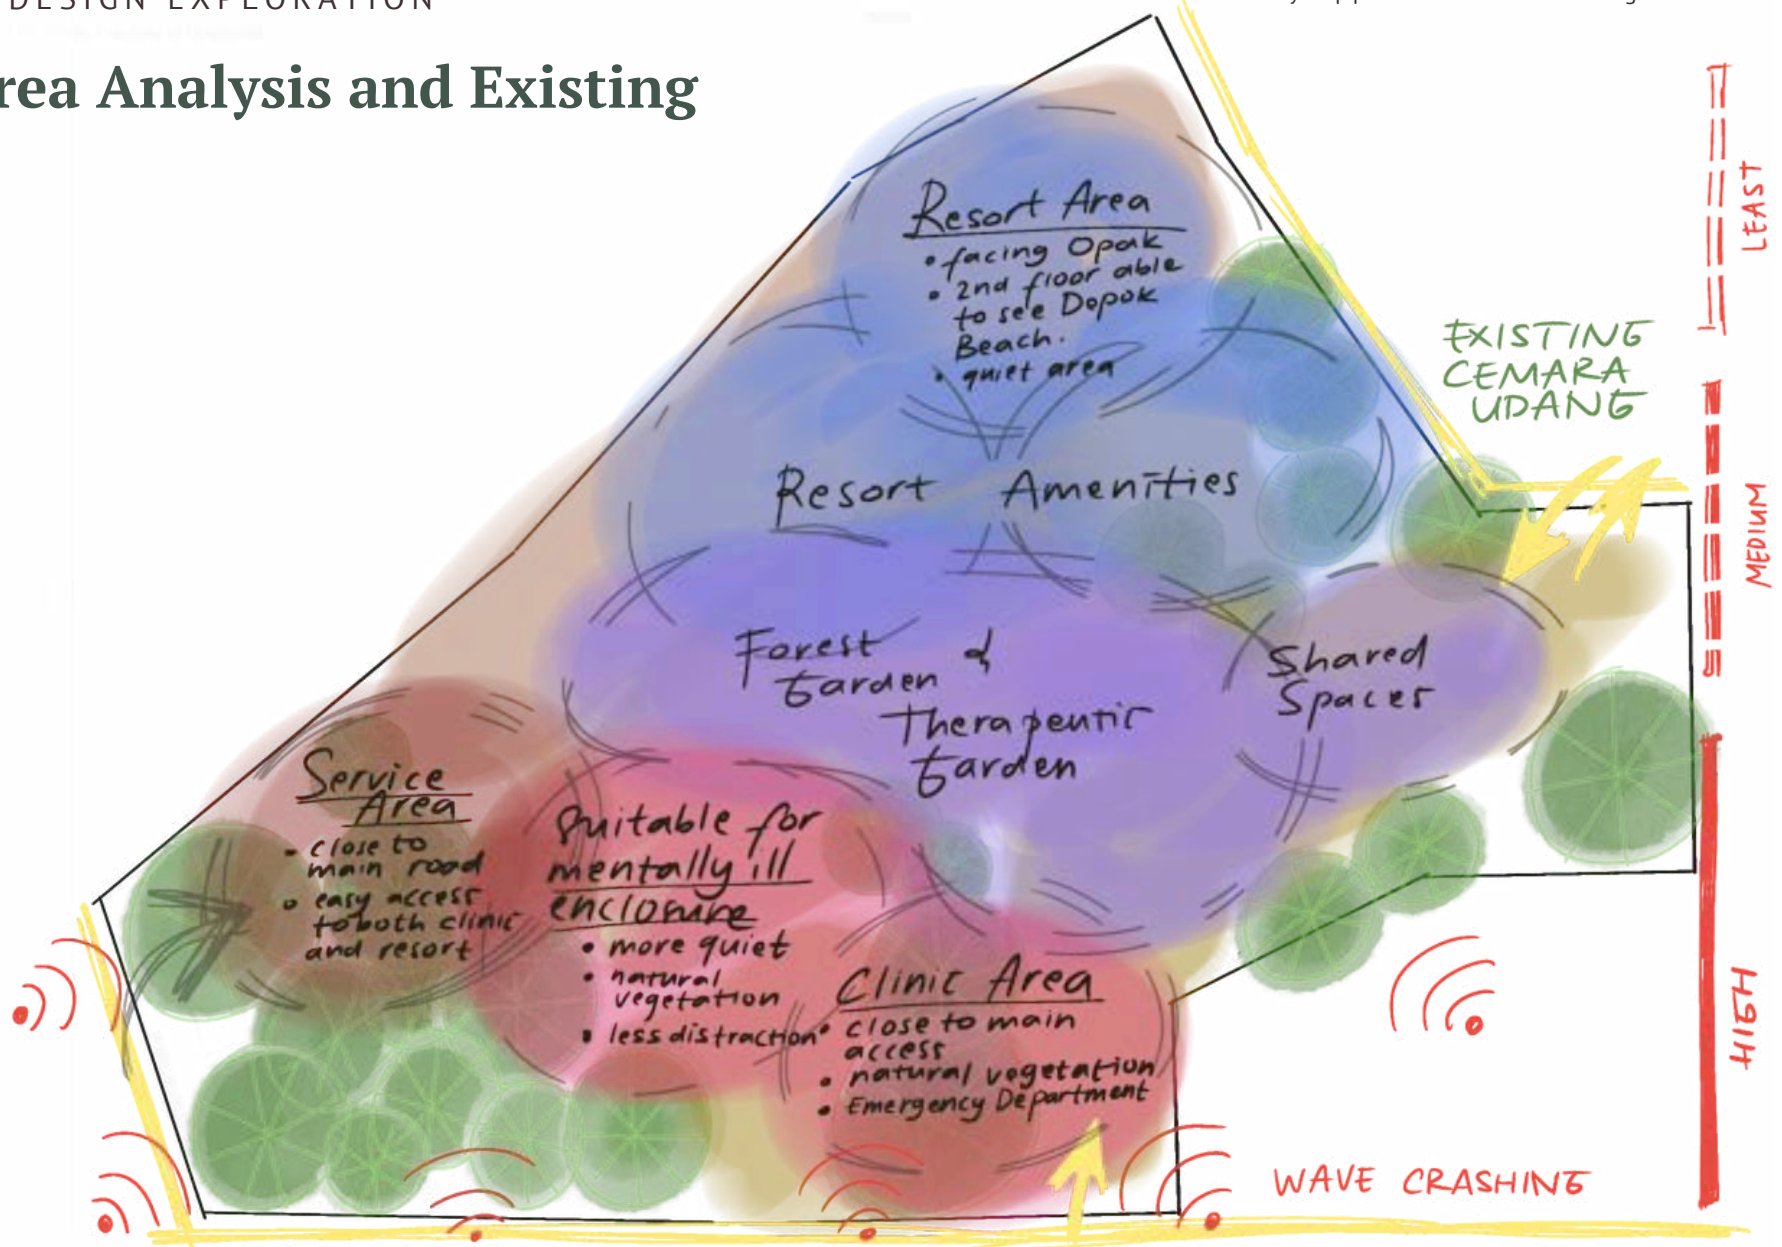 DESIGN EXPLORATION
rea Analysis and Existing
Resort Area
• facing Opak
• 2nd floor able
to see Depok
Beach.
• quiet area
LEAST
EXISTING
CEMARA
UDANG
Resort Amenities
MEDIUM
Forest &
Garden
Therapeutic
Garden
Shared
Spaces
Service
Area
- close to
main road
o easy access
to both clinic
and resort
Suitable for
mentally ill
enclosure
• more quiet
• natural
vegetation
• less distraction
Clinic Area
• close to main
access
• natural vegetation
• Emergency Department
HIGH
WAVE CRASHING